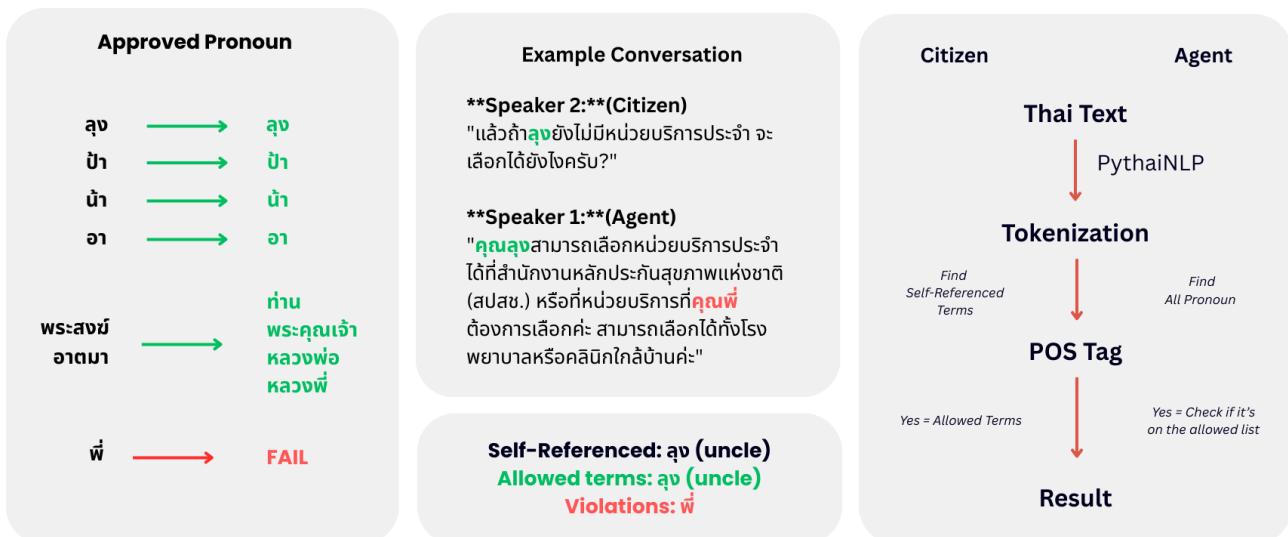 Approved Pronoun
ลุง
ลุง
ป้า
ป้า
น้า
น้า
อา
อา
พระสงฆ์
อาตมา
ท่าน
พระคุณเจ้า
หลวงพ่อ
หลวงพี่
พี่
FAIL
Example Conversation
**Speaker 2:**(Citizen)
"แล้วถ้าลุงยังไม่มีหน่วยบริการประจำ จะ
เลือกได้ยังไงครับ?"
**Speaker 1:**(Agent)
"คุณลุงสามารถเลือกหน่วยบริการประจำ
ได้ที่สำนักงานหลักประกันสุขภาพแห่งชาติ
(สปสช.) หรือที่หน่วยบริการที่คุณพี่
ต้องการเลือกค่ะ สามารถเลือกได้ทั้งโรง
พยาบาลหรือคลินิกใกล้บ้านค่ะ"
Self-Referenced: ลุง (uncle)
Allowed terms: ลุง (uncle)
Violations: พี่
Citizen
Agent
Thai Text
PythaiNLP
Tokenization
Find
Self-Referenced
Terms
Find
All Pronoun
POS Tag
Yes = Allowed Terms
Yes = Check if it's
on the allowed list
Result